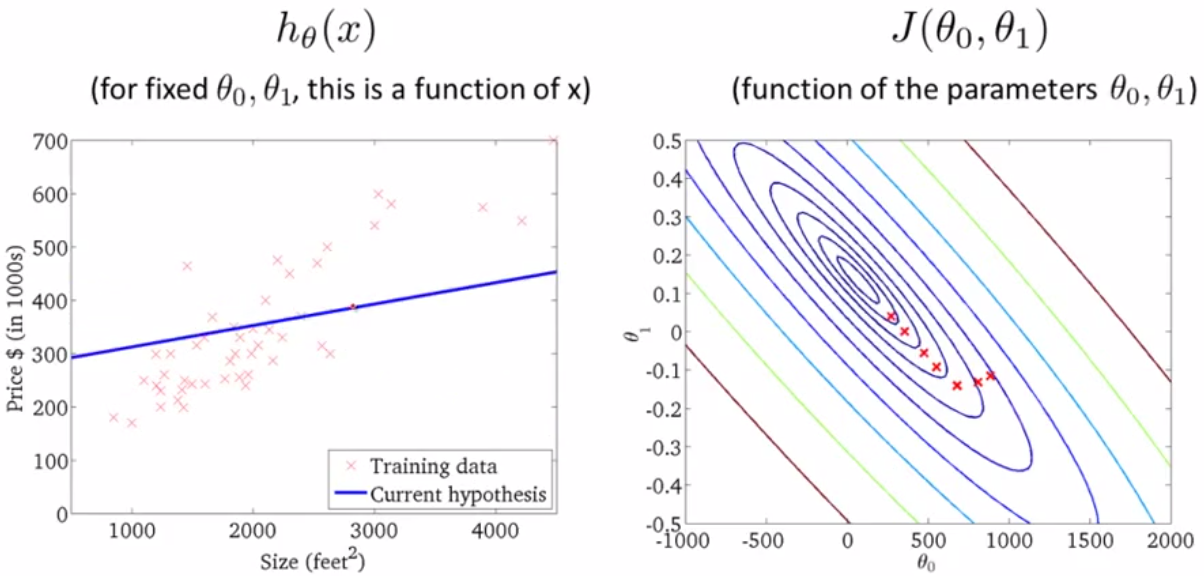 hθ(x)
(for fixed θ0, θ1, this is a function of x)
700
600
500
400
300
200
100
0
Price $ (in 1000s)
1000 2000 3000 4000
Size (feet²)
Training data
Current hypothesis
J(θ0, θ1)
(function of the parameters θ0, θ1)
0.5
0.4
0.3
0.2
0.1
0
-0.1
-0.2
-0.3
-0.4
-0.5
θ1
-1000 -500 0 500 1000 1500 2000
θ0